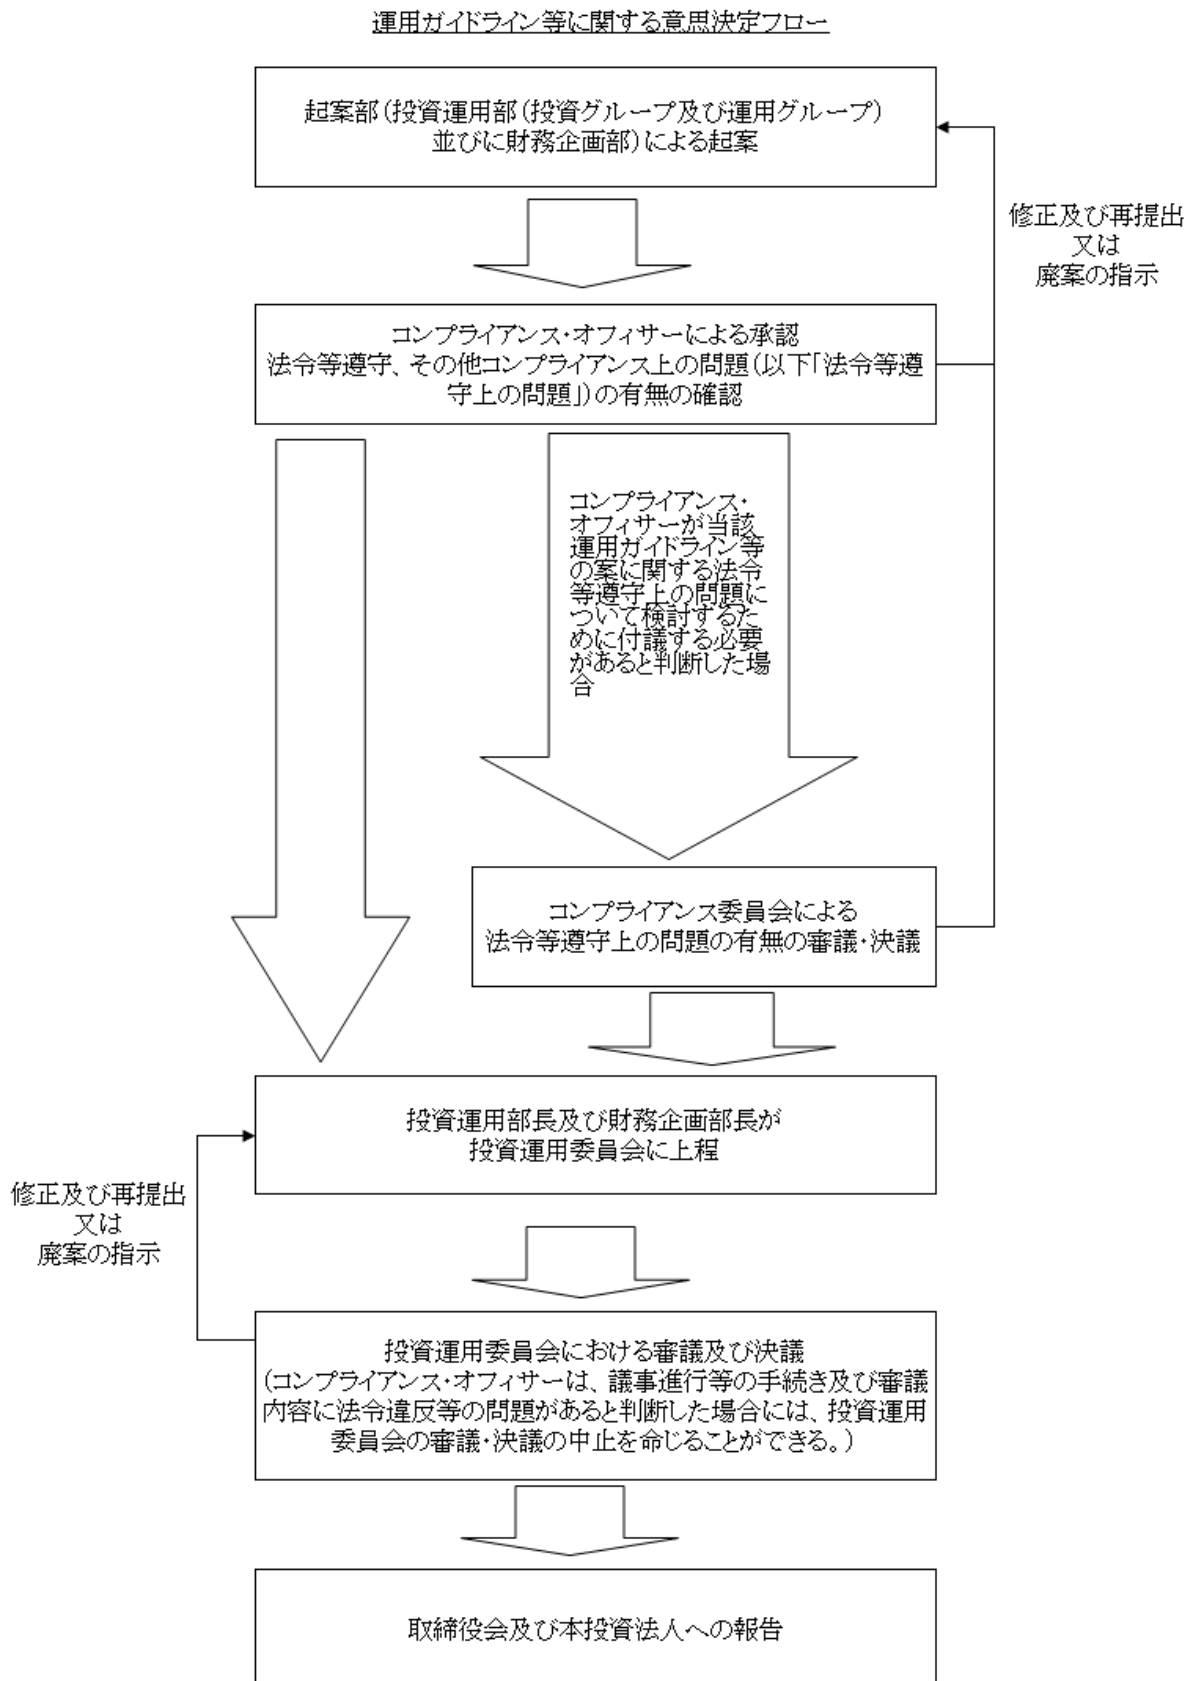 運用ガイドライン等に関する意思決定フロー
起案部(投資運用部(投資グループ及び運用グループ)
並びに財務企画部)による起案
修正及び再提出
又は
廃案の指示
コンプライアンス・オフィサーによる承認
法令等遵守、その他コンプライアンス上の問題(以下「法令等遵
守上の問題」)の有無の確認
コンプライアンス・
オフィサーが当該
運用ガイドライン等
の案に関する法令
等遵守上の問題に
ついて検討するた
めに付議する必要
があると判断した場
合
コンプライアンス委員会による
法令等遵守上の問題の有無の審議・決議
投資運用部長及び財務企画部長が
投資運用委員会に上程
修正及び再提出
又は
廃案の指示
投資運用委員会における審議及び決議
(コンプライアンス・オフィサーは、議事進行等の手続き及び審議
内容に法令違反等の問題があると判断した場合には、投資運用
委員会の審議・決議の中止を命じることができる。)
取締役会及び本投資法人への報告